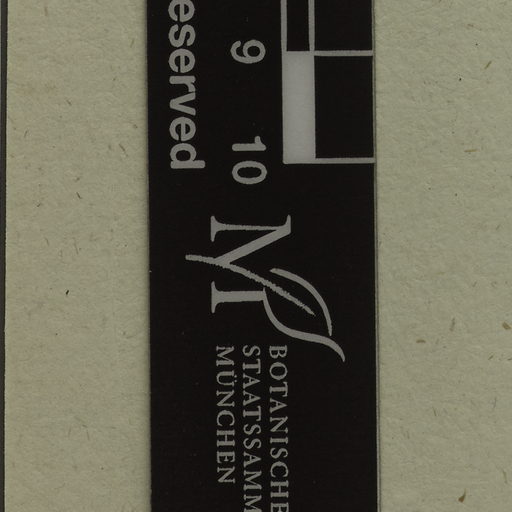 eserved
9 10
BOTANISCHE
STAATSSAMM
MÜNCHEN